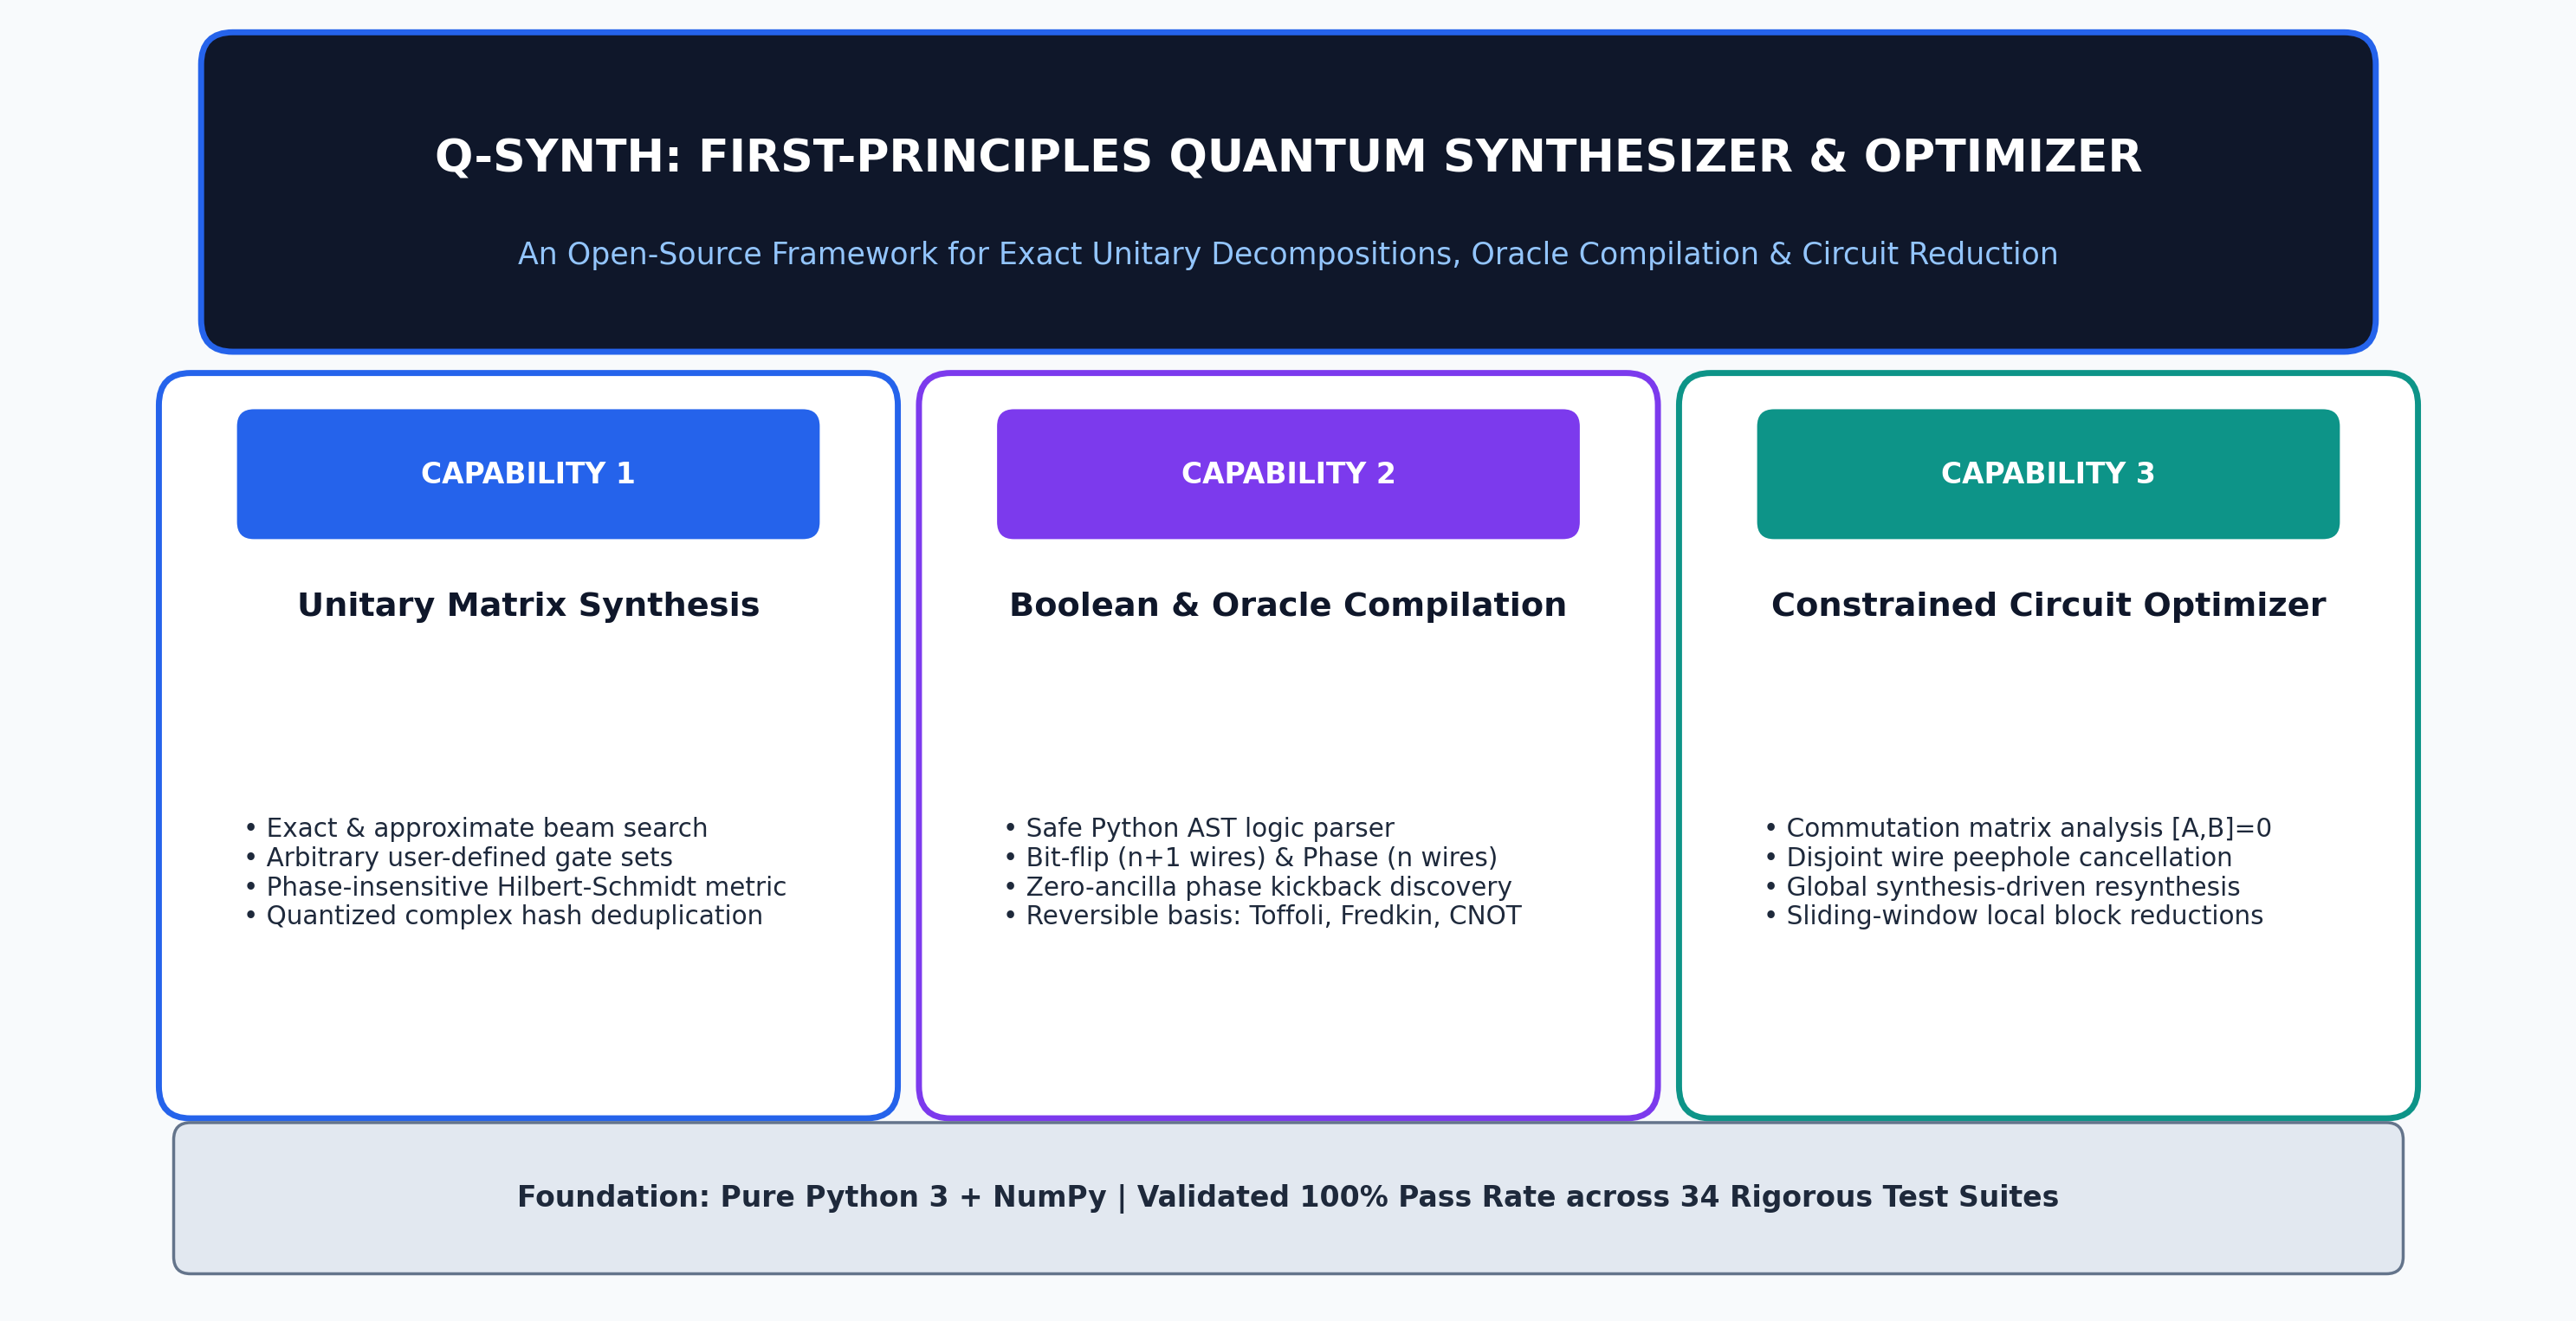 Q-SYNTH: FIRST-PRINCIPLES QUANTUM SYNTHESIZER & OPTIMIZER
An Open-Source Framework for Exact Unitary Decompositions, Oracle Compilation & Circuit Reduction
CAPABILITY 1
Unitary Matrix Synthesis
• Exact & approximate beam search
• Arbitrary user-defined gate sets
• Phase-insensitive Hilbert-Schmidt metric
• Quantized complex hash deduplication
CAPABILITY 2
Boolean & Oracle Compilation
• Safe Python AST logic parser
• Bit-flip (n+1 wires) & Phase (n wires)
• Zero-ancilla phase kickback discovery
• Reversible basis: Toffoli, Fredkin, CNOT
CAPABILITY 3
Constrained Circuit Optimizer
• Commutation matrix analysis [A,B]=0
• Disjoint wire peephole cancellation
• Global synthesis-driven resynthesis
• Sliding-window local block reductions
Foundation: Pure Python 3 + NumPy | Validated 100% Pass Rate across 34 Rigorous Test Suites